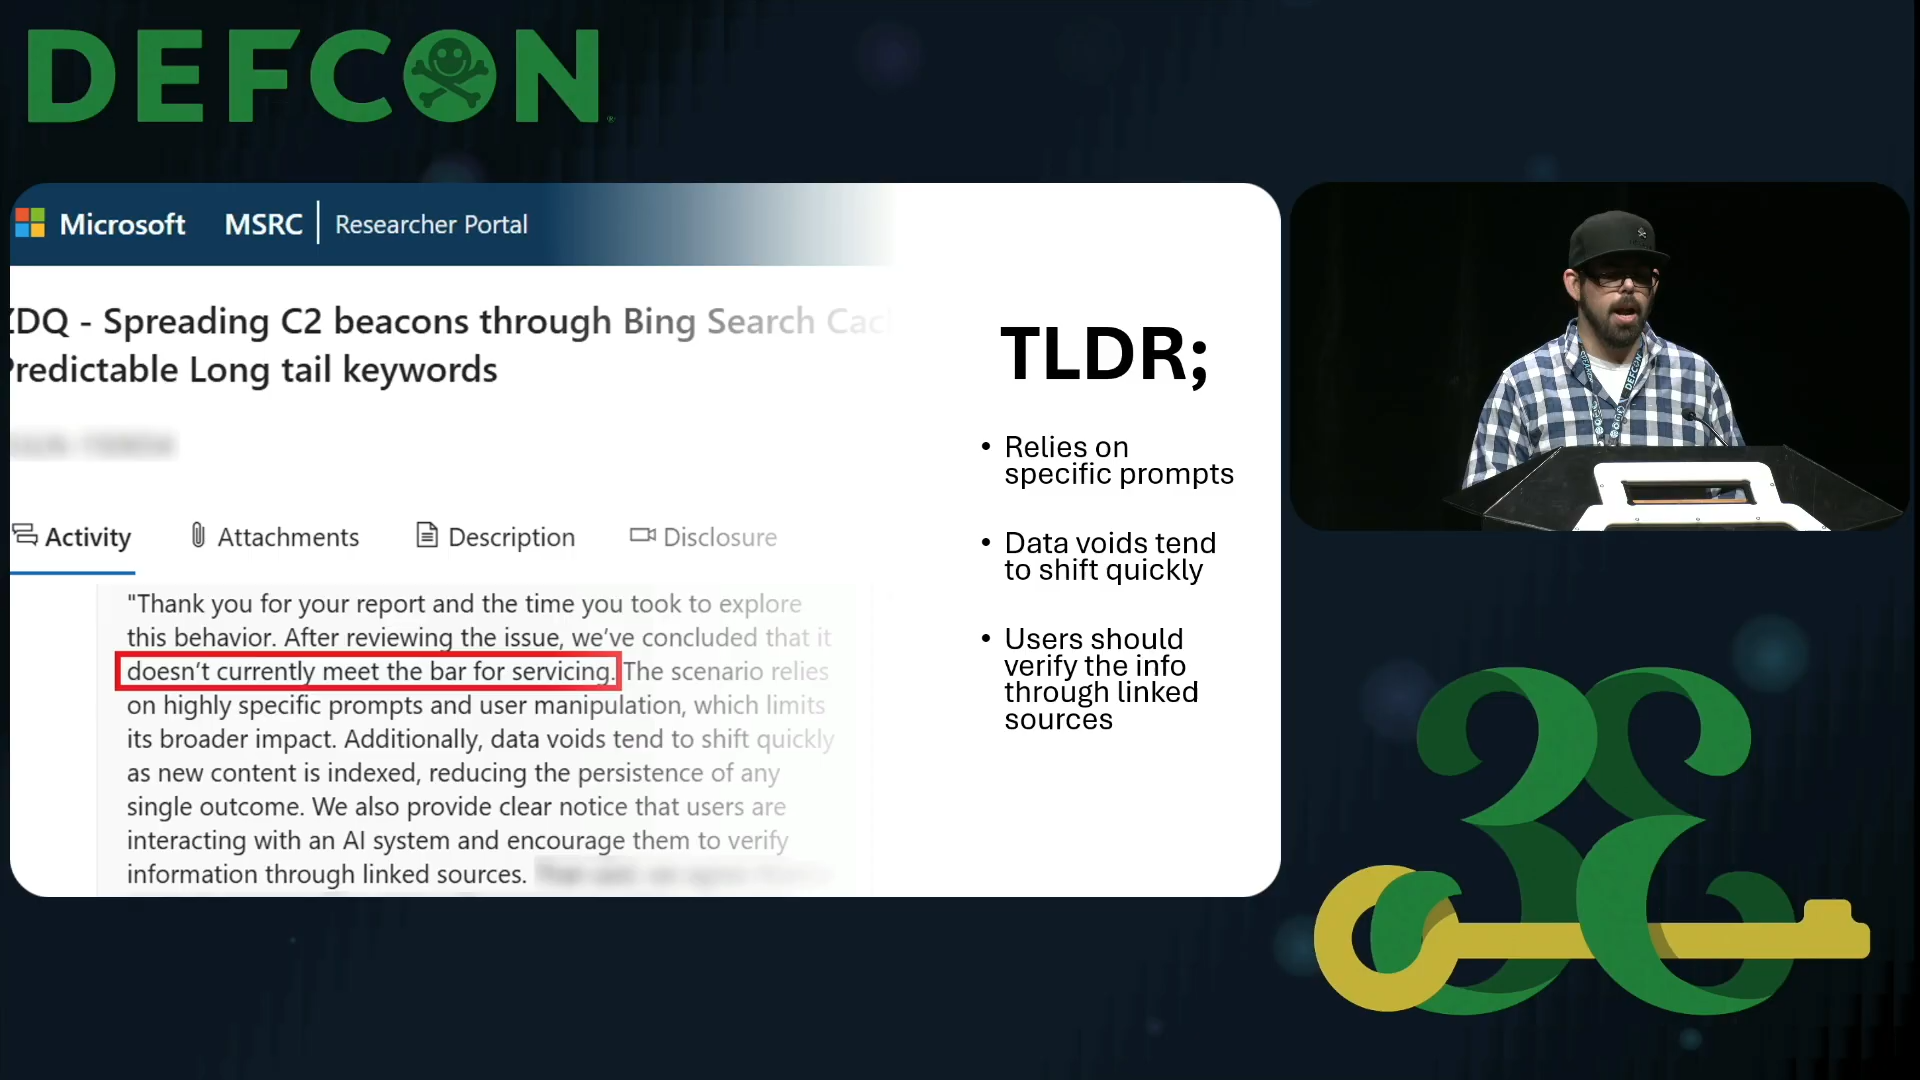 DEFCON
Microsoft MSRC | Researcher Portal
ZDQ - Spreading C2 beacons through Bing Search Cac
Predictable Long tail keywords
Activity Attachments Description Disclosure
"Thank you for your report and the time you took to explore
this behavior. After reviewing the issue, we've concluded that it
doesn't currently meet the bar for servicing. The scenario relies
on highly specific prompts and user manipulation, which limits
its broader impact. Additionally, data voids tend to shift quickly
as new content is indexed, reducing the persistence of any
single outcome. We also provide clear notice that users are
interacting with an AI system and encourage them to verify
information through linked sources.
TLDR;
• Relies on
specific prompts
• Data voids tend
to shift quickly
• Users should
verify the info
through linked
sources
DEFCON
33